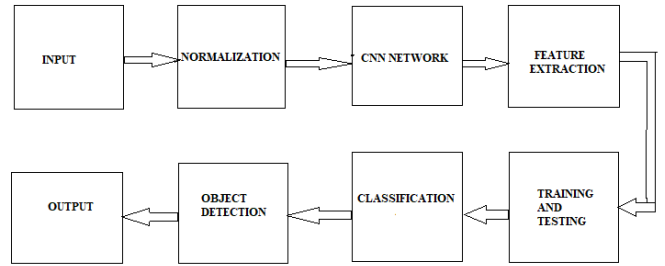 INPUT
NORMALIZATION
CNN NETWORK
FEATURE
EXTRACTION
TRAINING
AND
TESTING
CLASSIFICATION
OBJECT
DETECTION
OUTPUT